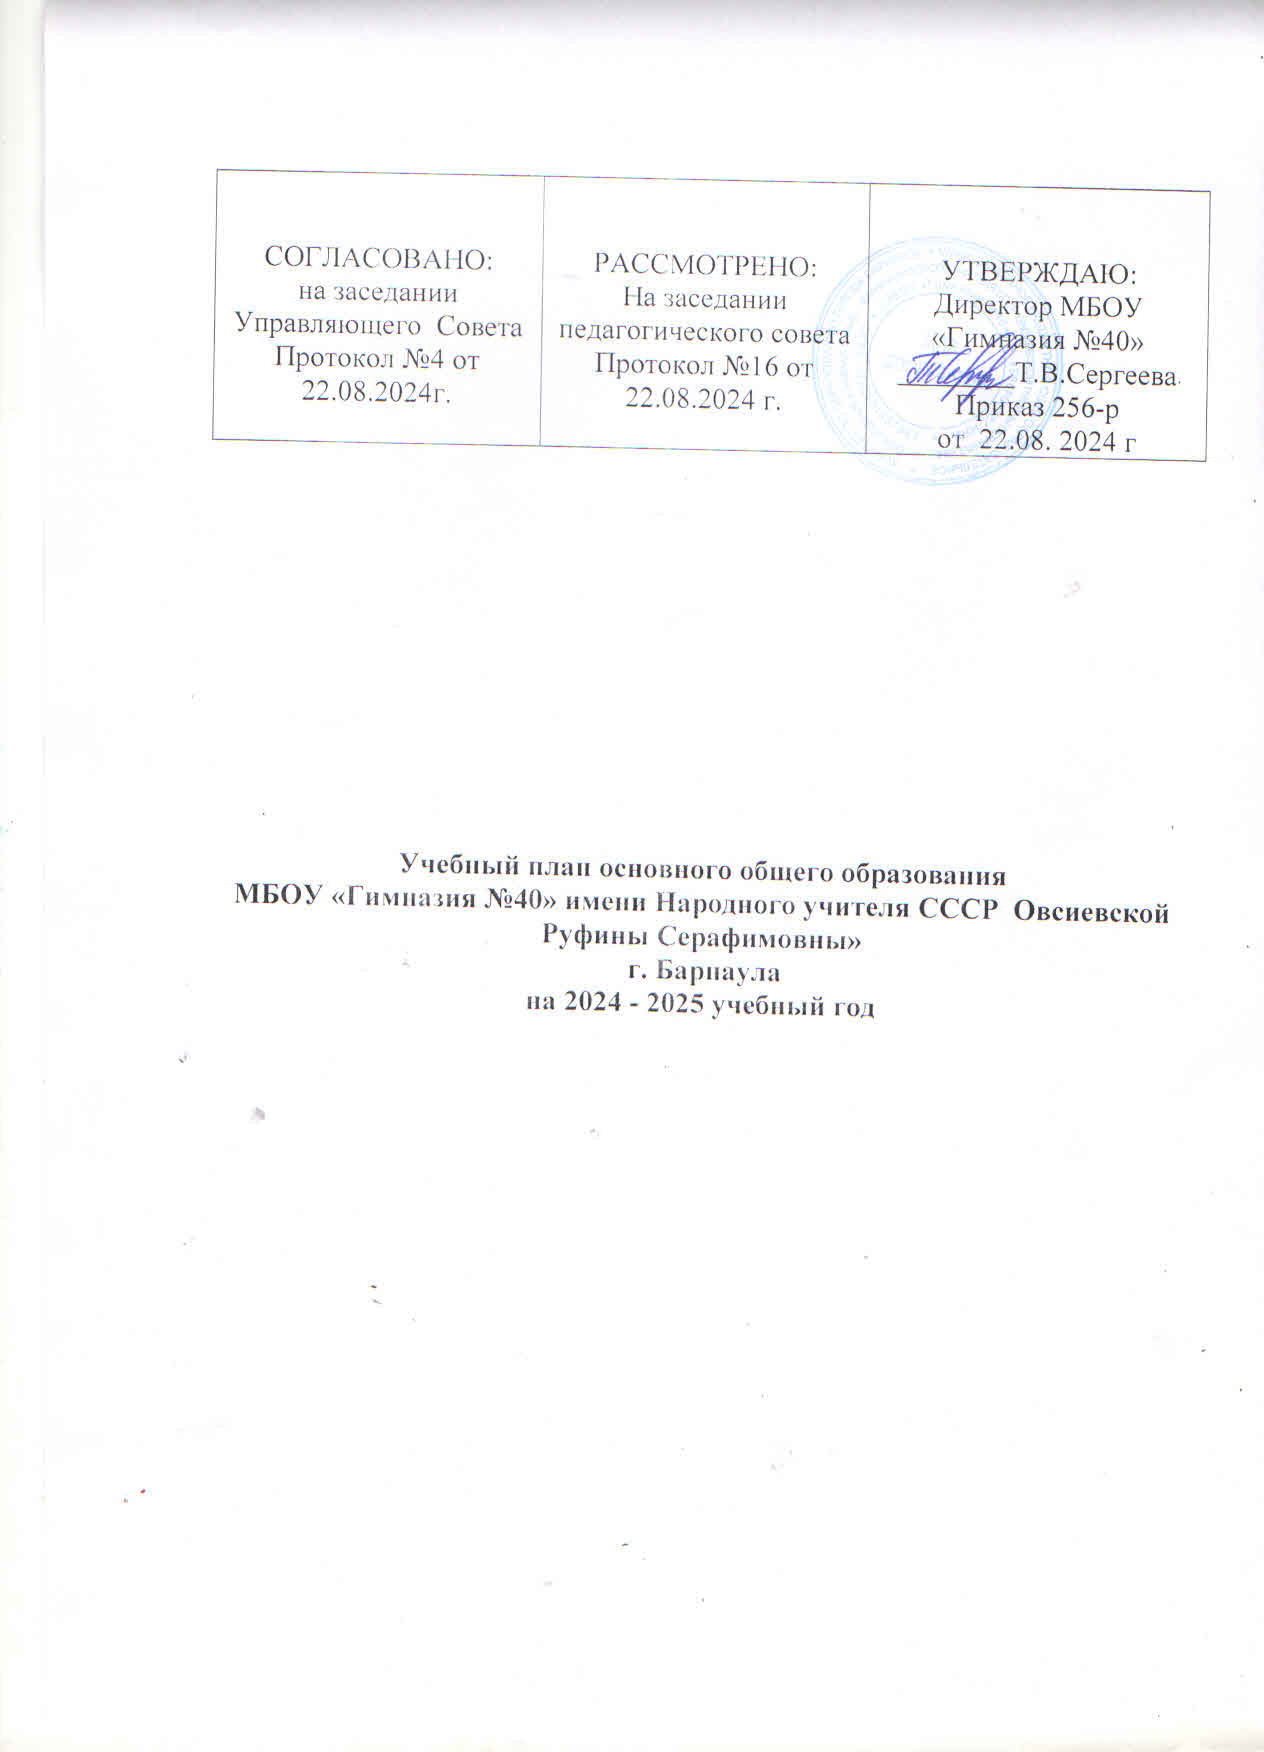 СОГЛАСОВАНО:
на заседании
Управляющего Совета
Протокол №4 от
22.08.2024г.
РАССМОТРЕНО:
На заседании
педагогического совета
Протокол №16 от
22.08.2024 г.
УТВЕРЖДАЮ:
Директор МБОУ
«Гимназия №40»
Т.В.Сергеева.
Приказ 256-р
от 22.08. 2024 г
Учебный план основного общего образования
МБОУ «Гимназия №40» имени Народного учителя СССР Овсиевской
Руфины Серафимовны»
г. Барнаула
на 2024 - 2025 учебный год